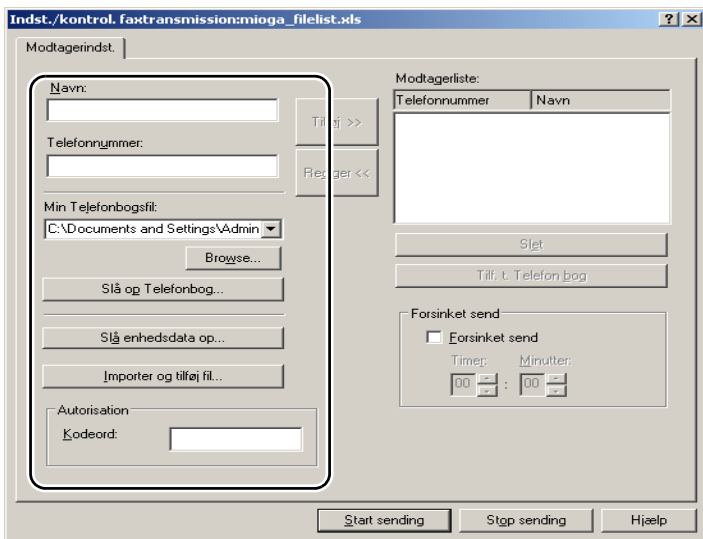 Indst./kontrol. faxtransmission:mioga_filelist.xls
Modtagerindst.
Navn:
Telefonnummer:
Min Telefonbogsfil:
C:\Documents and Settings\Admin
Browse...
Slå op Telefonbog...
Slå enhedsdata op...
Importer og tilføj fil...
Autorisation
Kodeord:
Tilføj >>
Rediger <<
Modtagerliste:
Telefonnummer Navn
Slet
Tilf. t. Telefon bog
Forsinket send
Forsinket send
Timer: Minutter:
00 : 00
Start sending Stop sending Hjælp